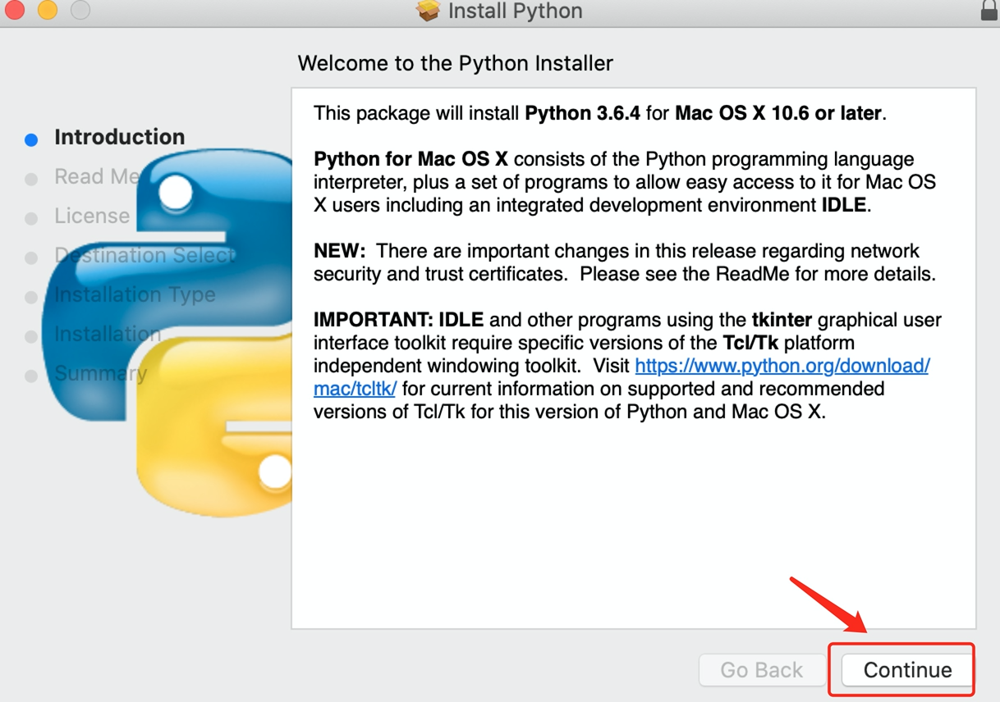 Install Python
Welcome to the Python Installer
Introduction
Read Me
License
Destination Select
Installation Type
Installation
Summary
This package will install Python 3.6.4 for Mac OS X 10.6 or later.
Python for Mac OS X consists of the Python programming language
interpreter, plus a set of programs to allow easy access to it for Mac OS
X users including an integrated development environment IDLE.
NEW:  There are important changes in this release regarding network
security and trust certificates.  Please see the ReadMe for more details.
IMPORTANT: IDLE and other programs using the tkinter graphical user
interface toolkit require specific versions of the Tcl/Tk platform
independent windowing toolkit.  Visit https://www.python.org/download/
mac/tcltk/ for current information on supported and recommended
versions of Tcl/Tk for this version of Python and Mac OS X.
Go Back
Continue